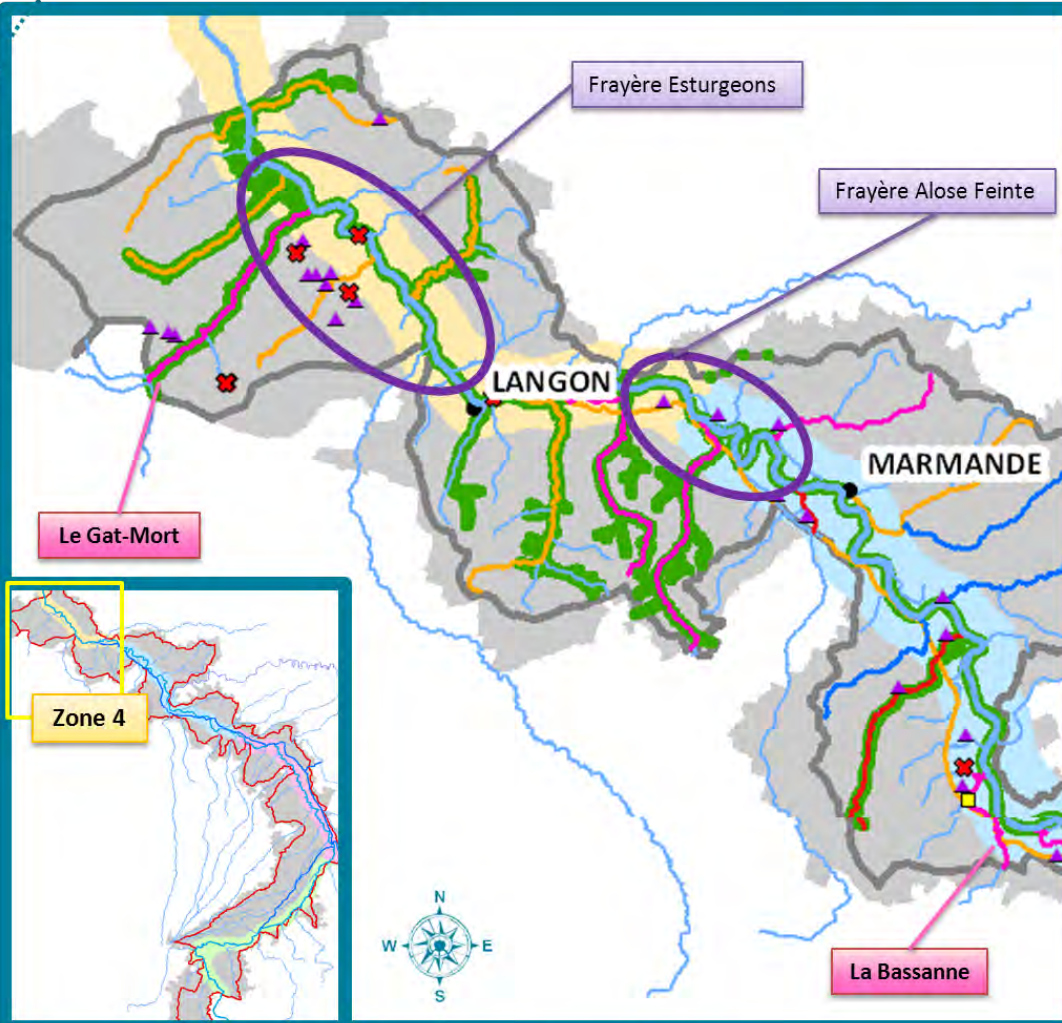 Frayère Esturgeons
Frayère Alose Feinte
LANGON
MARMANDE
Le Gat-Mort
Zone 4
N
W E
S
La Bassanne